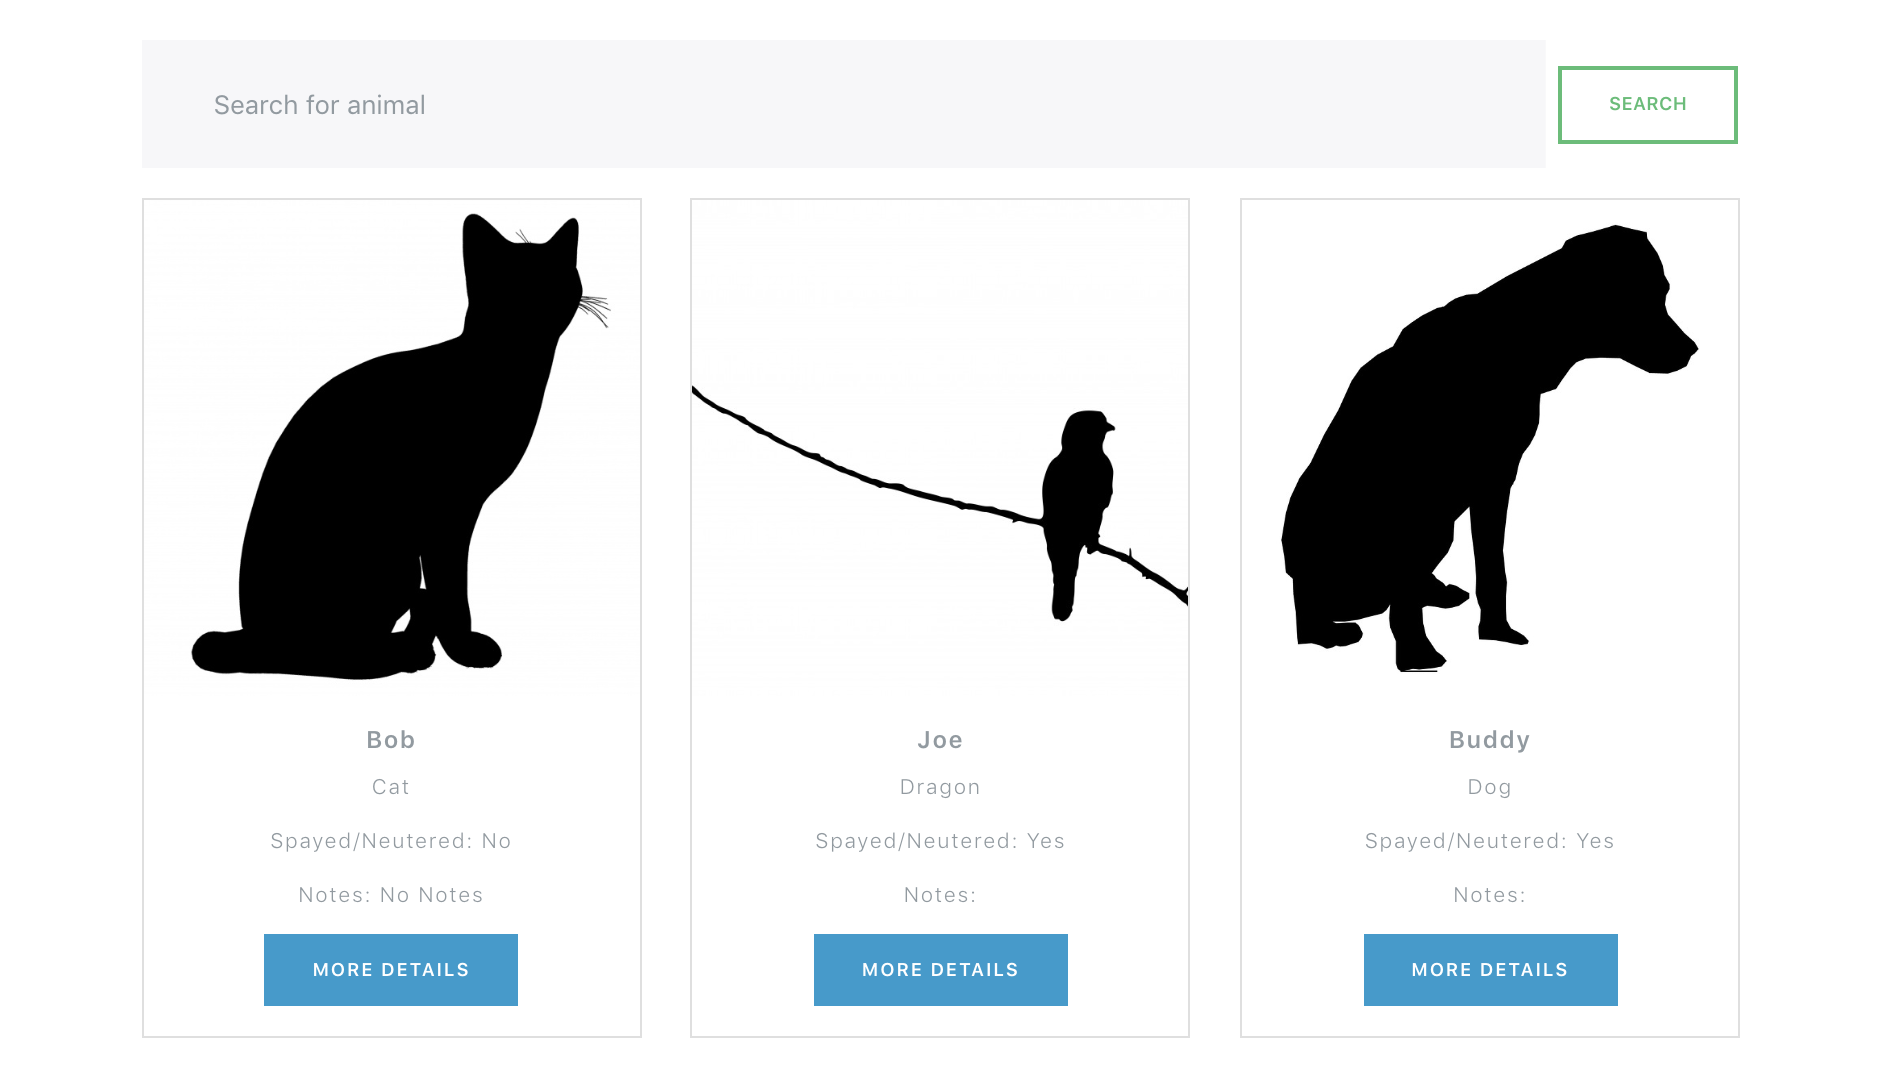 Search for animal
SEARCH
Bob
Cat
Spayed/Neutered: No
Notes: No Notes
MORE DETAILS
Joe
Dragon
Spayed/Neutered: Yes
Notes:
MORE DETAILS
Buddy
Dog
Spayed/Neutered: Yes
Notes:
MORE DETAILS